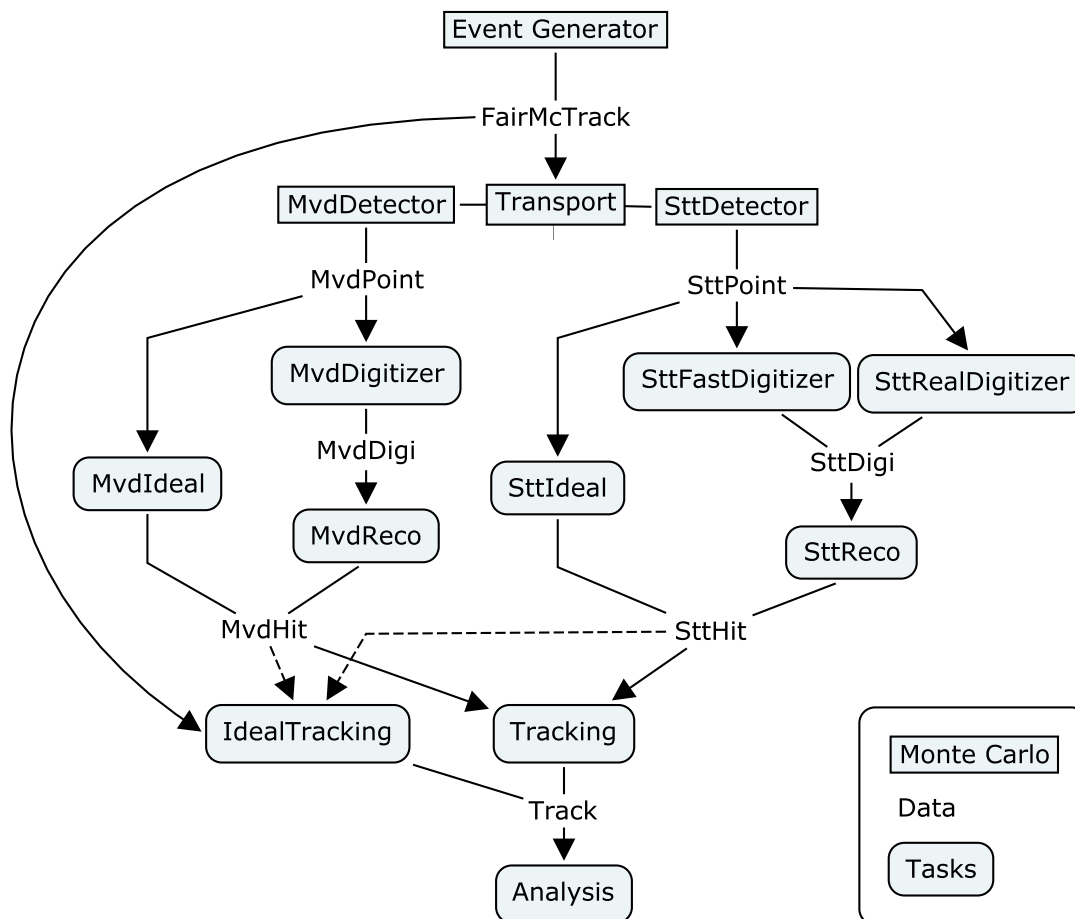 Event Generator
FairMcTrack
MvdDetector
Transport
SttDetector
MvdPoint
SttPoint
MvdDigitizer
SttFastDigitizer
SttRealDigitizer
MvdDigi
SttDigi
MvdIdeal
SttIdeal
MvdReco
SttReco
MvdHit
SttHit
IdealTracking
Tracking
Track
Analysis
Monte Carlo
Data
Tasks